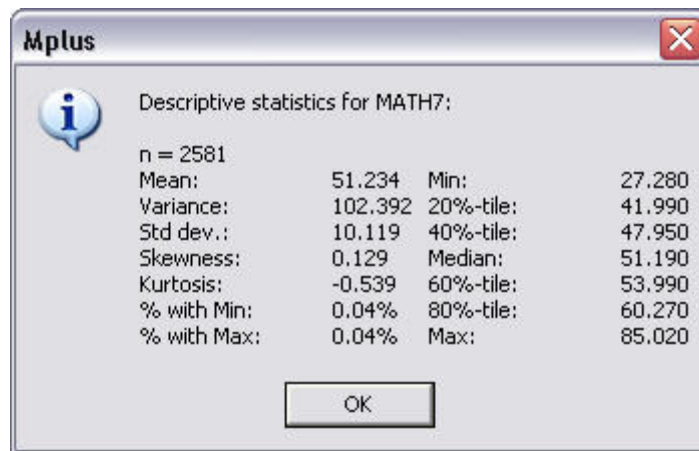 Mplus
Descriptive statistics for MATH7:
n = 2581
Mean: 51.234 Min: 27.280
Variance: 102.392 20%-tile: 41.990
Std dev.: 10.119 40%-tile: 47.950
Skewness: 0.129 Median: 51.190
Kurtosis: -0.539 60%-tile: 53.990
% with Min: 0.04% 80%-tile: 60.270
% with Max: 0.04% Max: 85.020
OK